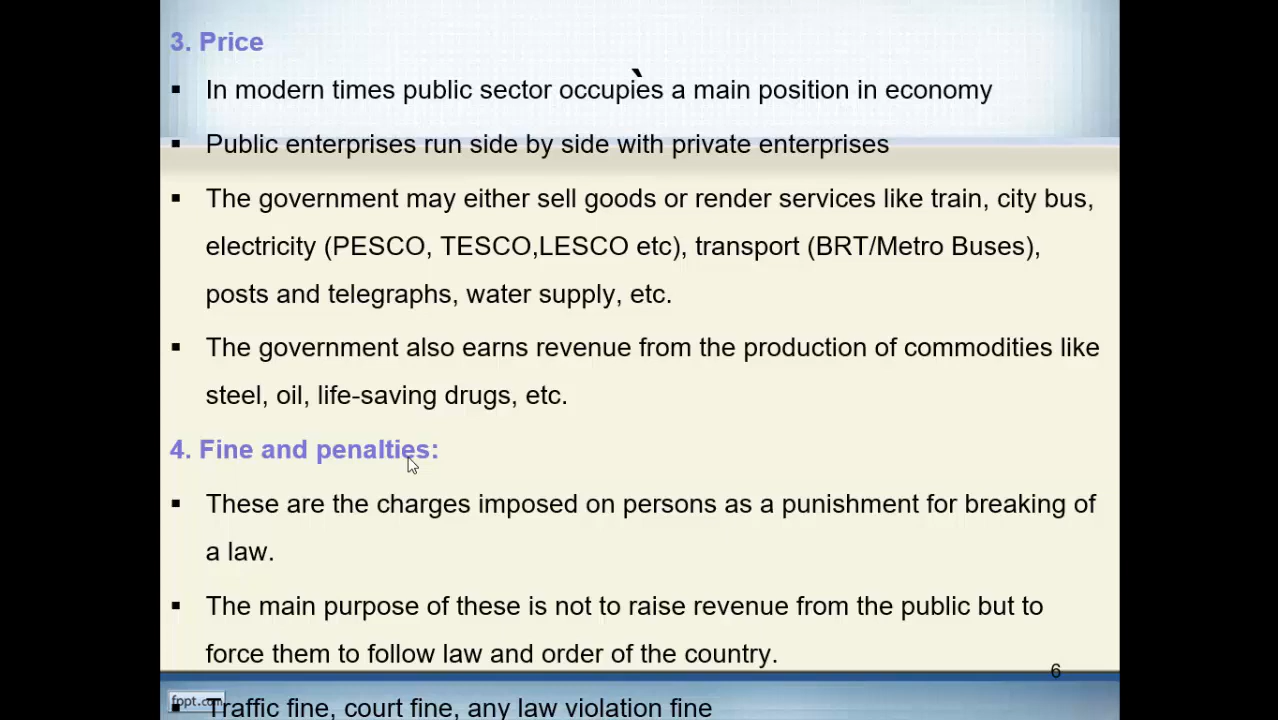 3. Price
`
▪ In modern times public sector occupies a main position in economy
▪ Public enterprises run side by side with private enterprises
▪ The government may either sell goods or render services like train, city bus,
electricity (PESCO, TESCO,LESCO etc), transport (BRT/Metro Buses),
posts and telegraphs, water supply, etc.
▪ The government also earns revenue from the production of commodities like
steel, oil, life-saving drugs, etc.
4. Fine and penalties:
▪ These are the charges imposed on persons as a punishment for breaking of
a law.
▪ The main purpose of these is not to raise revenue from the public but to
force them to follow law and order of the country.
6
▪ Traffic fine, court fine, any law violation fine
fppt.com